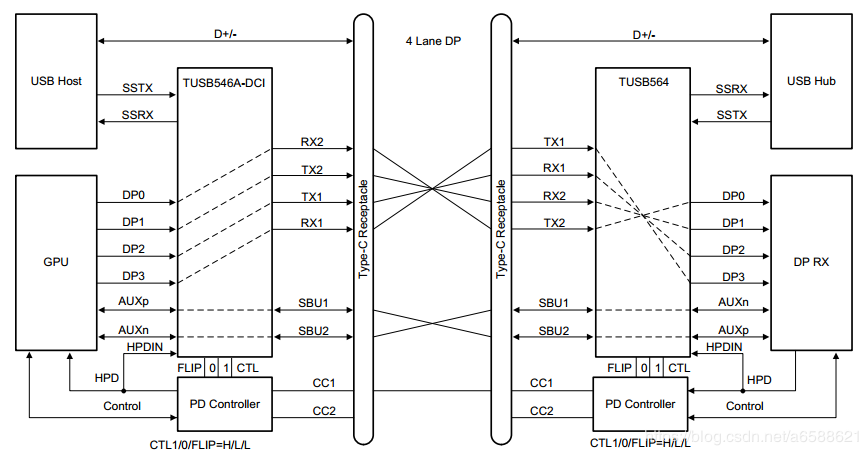 D+/-
4 Lane DP
D+/-
USB Host
TUSB546A-DCI
TUSB564
USB Hub
SSTX
SSRX
SSRX
SSTX
RX2
TX2
TX1
RX1
Type-C Receptacle
Type-C Receptacle
TX1
RX1
RX2
TX2
GPU
DP0
DP1
DP2
DP3
DP0
DP1
DP2
DP3
DP RX
AUXp
AUXn
SBU1
SBU2
SBU1
SBU2
AUXn
AUXp
HPDIN
HPDIN
FLIP 0 1 CTL
FLIP 0 1 CTL
HPD
HPD
Control
PD Controller
CC1
CC2
CC1
CC2
PD Controller
Control
CTL1/0/FLIP=H/L/L
CTL1/0/FLIP=H/L/L
blog.csdn.net/a6588621